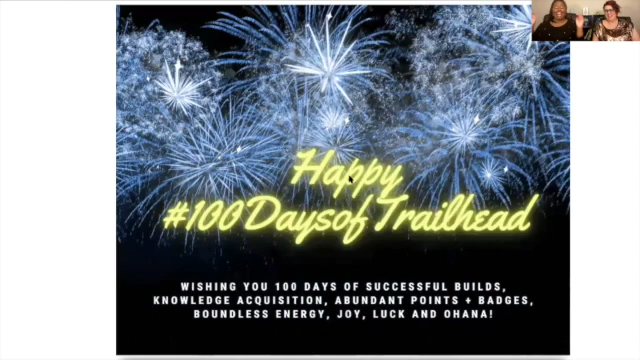 Happy
#100DaysofTrailhead
WISHING YOU 100 DAYS OF SUCCESSFUL BUILDS,
KNOWLEDGE ACQUISITION, ABUNDANT POINTS + BADGES,
BOUNDLESS ENERGY, JOY, LUCK AND OHANA!